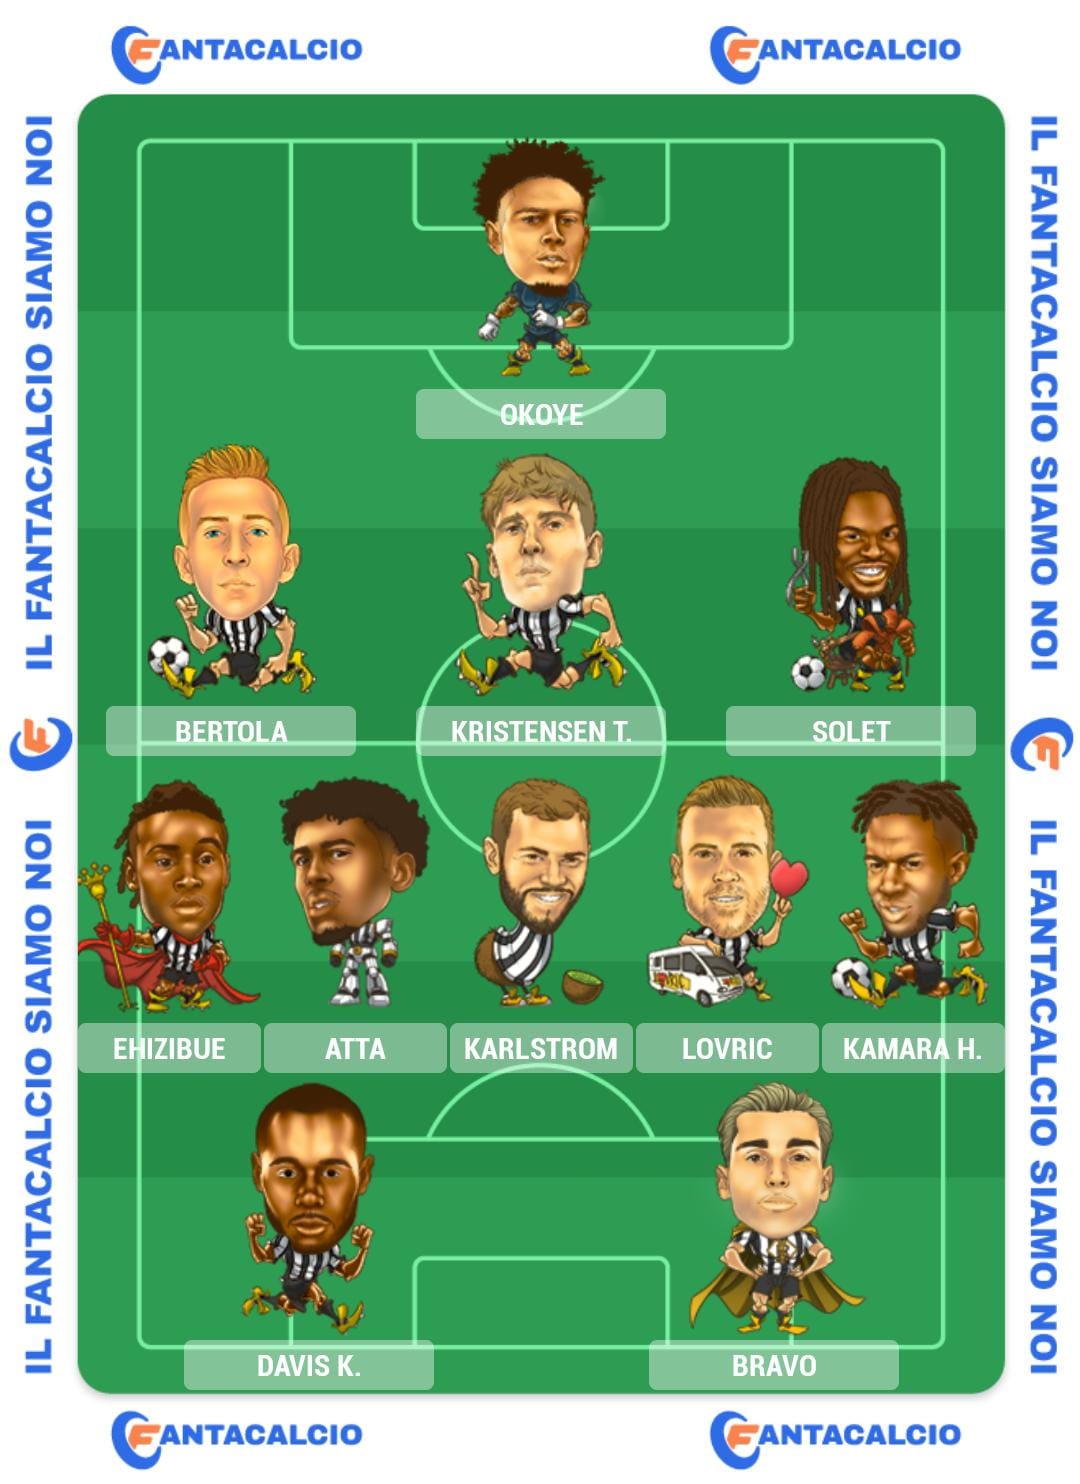 FANTACALCIO
FANTACALCIO
IL FANTACALCIO SIAMO NOI
IL FANTACALCIO SIAMO NOI
OKOYE
BERTOLA
KRISTENSEN T.
SOLET
EHIZIBUE
ATTA
KARLSTROM
LOVRIC
KAMARA H.
IL FANTACALCIO SIAMO NOI
IL FANTACALCIO SIAMO NOI
DAVIS K.
BRAVO
FANTACALCIO
FANTACALCIO